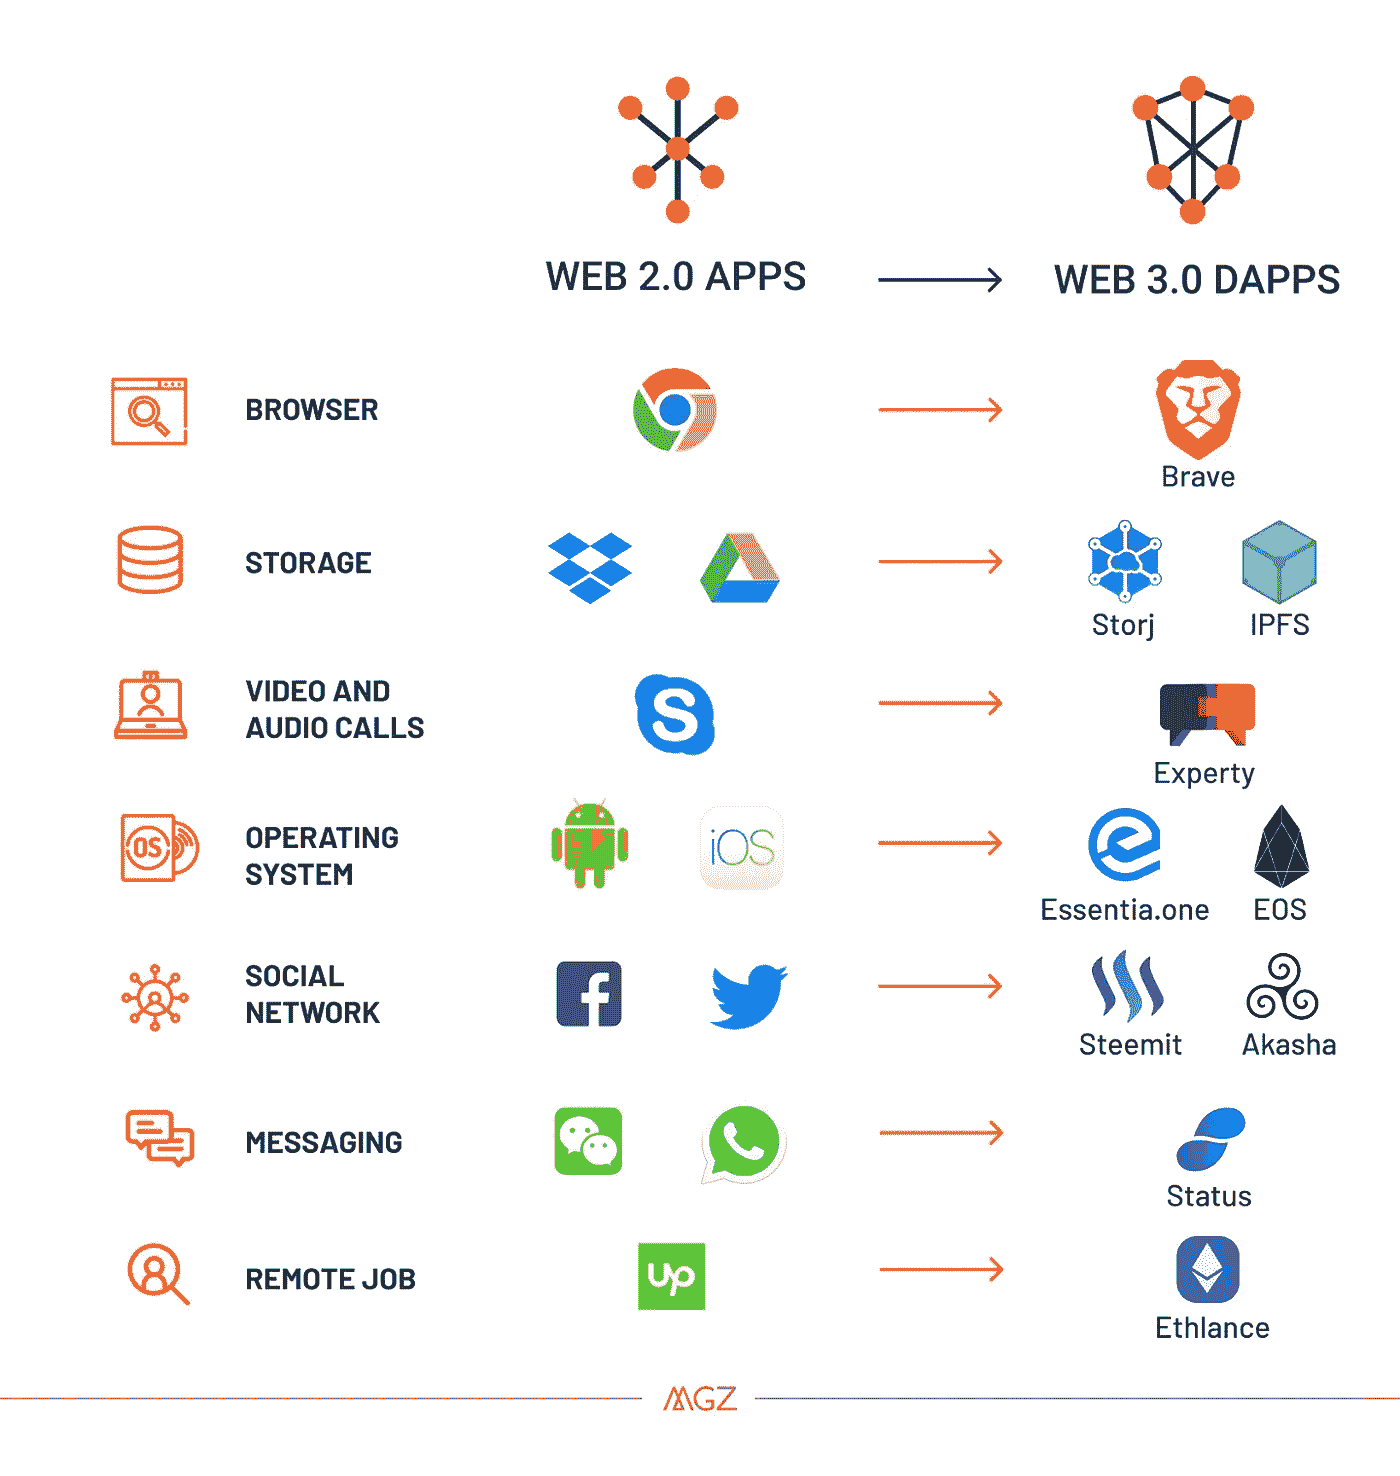 WEB 2.0 APPS
WEB 3.0 DAPPS
BROWSER
Brave
STORAGE
Storj
IPFS
VIDEO AND
AUDIO CALLS
S
Experty
OS
OPERATING
SYSTEM
iOS
Essentia.one
EOS
SOCIAL
NETWORK
f
Steemit
Akasha
MESSAGING
Status
REMOTE JOB
up
Ethlance
MGZ